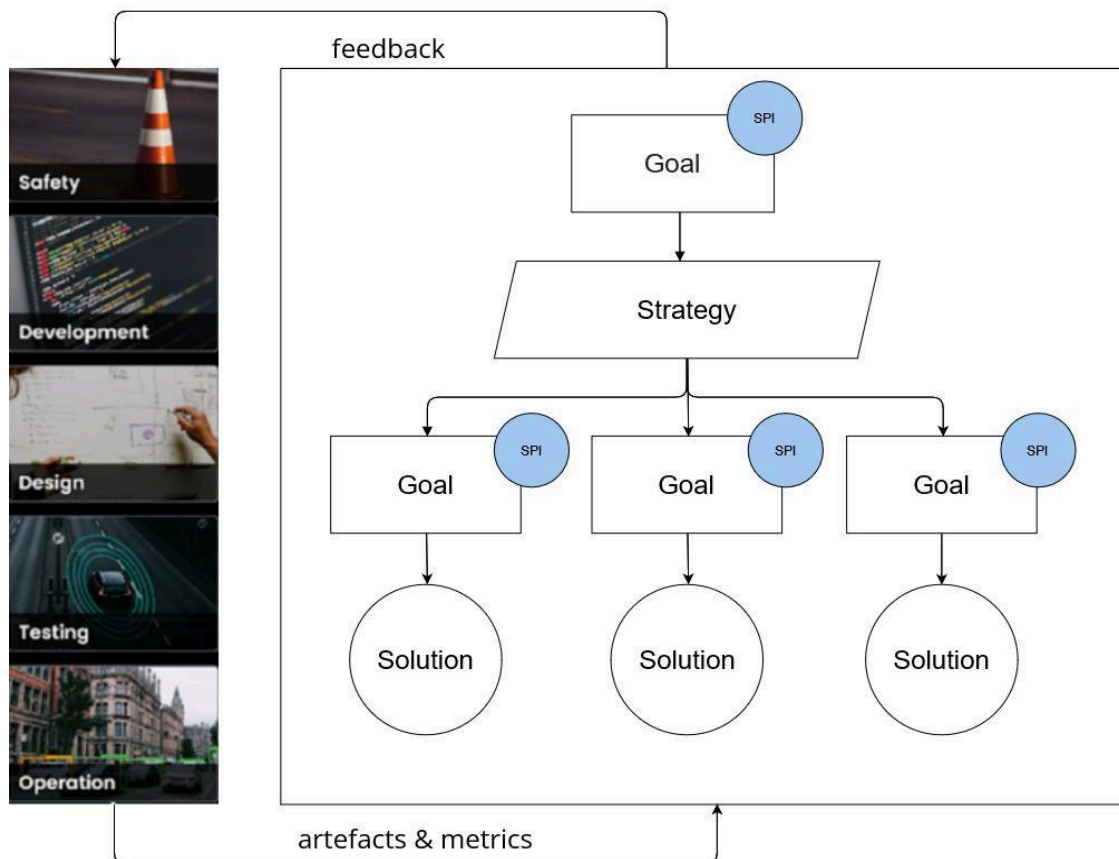 feedback
Safety
Development
Design
Testing
Operation
SPI
Goal
Strategy
SPI
SPI
SPI
Goal
Goal
Goal
Solution
Solution
Solution
artefacts & metrics